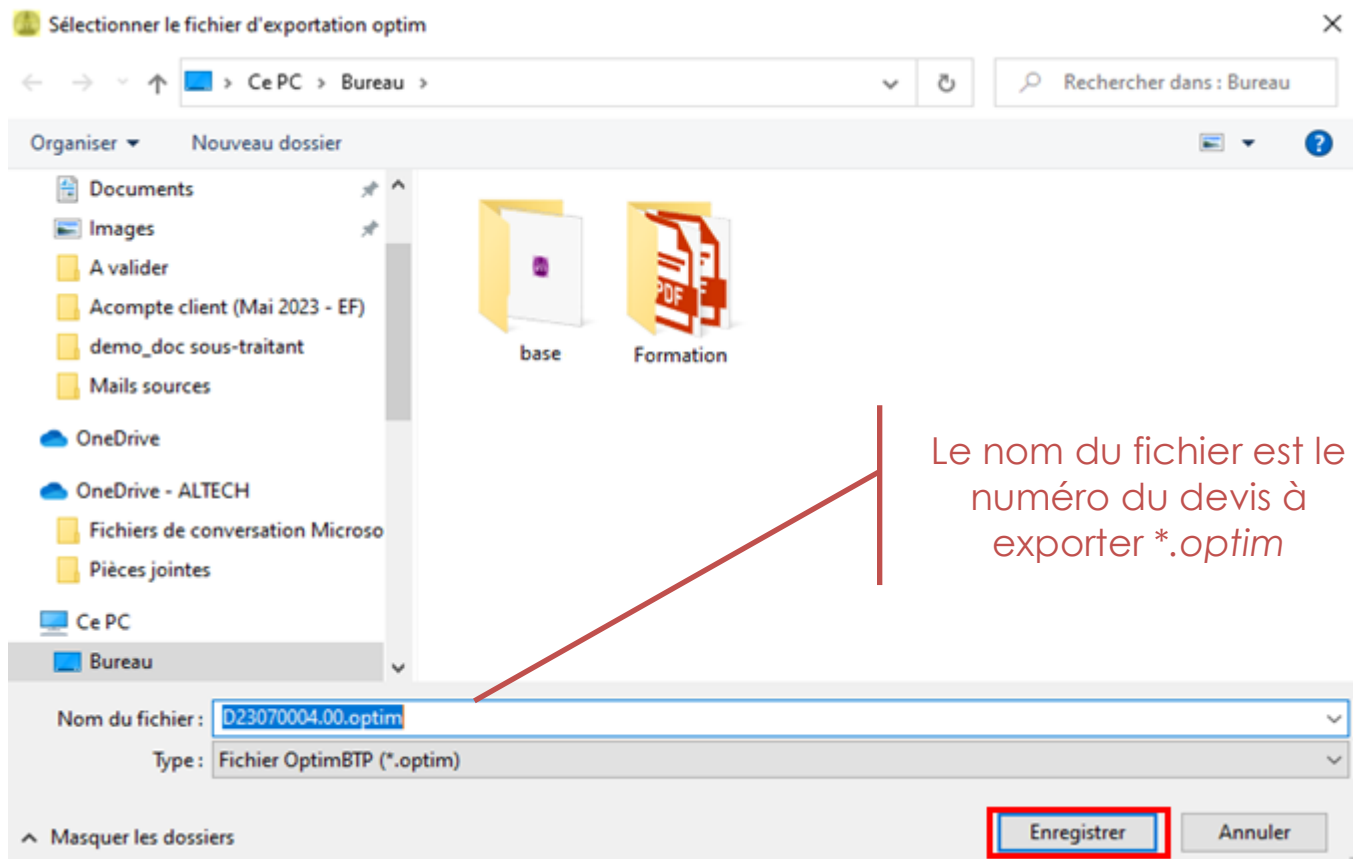 Sélectionner le fichier d'exportation optim
Ce PC > Bureau >
Rechercher dans : Bureau
Organiser
Nouveau dossier
?
Documents
Images
A valider
Acompte client (Mai 2023 - EF)
demo_doc sous-traitant
Mails sources
OneDrive
OneDrive - ALTECH
Fichiers de conversation Microso
Pièces jointes
Ce PC
Bureau
base
PDF
Formation
Le nom du fichier est le
numéro du devis à
exporter *.optim
Nom du fichier : D23070004.00.optim
Type : Fichier OptimBTP (*.optim)
Masquer les dossiers
Enregistrer
Annuler